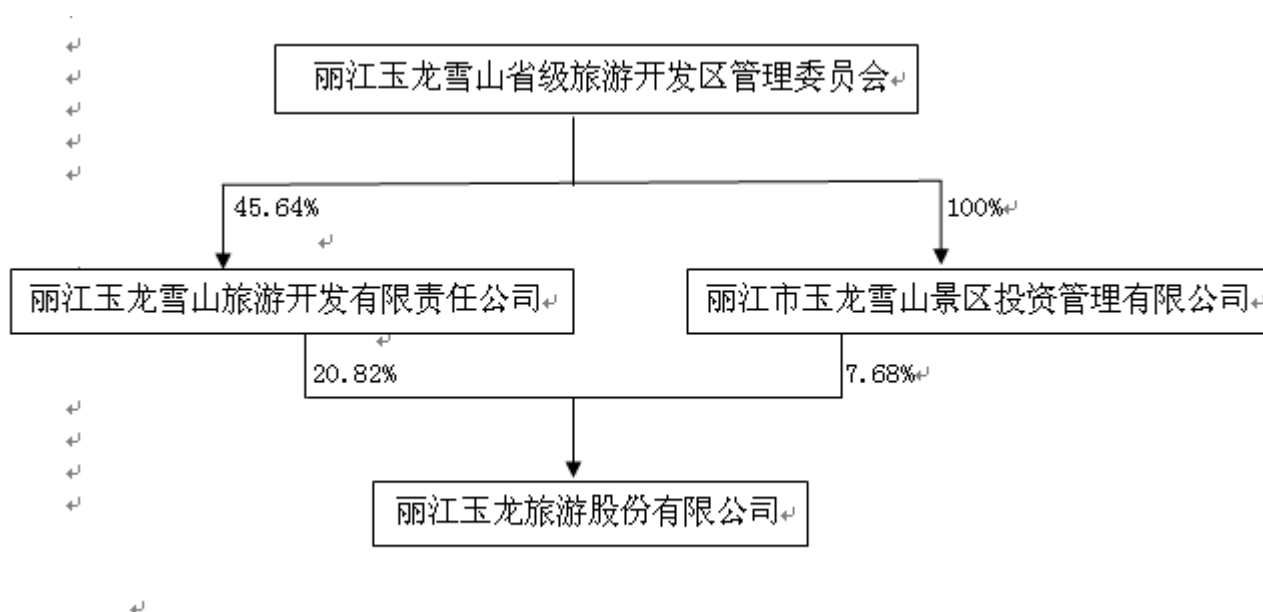 丽江玉龙雪山省级旅游开发区管理委员会
45.64%
100%
丽江玉龙雪山旅游开发有限责任公司
丽江市玉龙雪山景区投资管理有限公司
20.82%
7.68%
丽江玉龙旅游股份有限公司